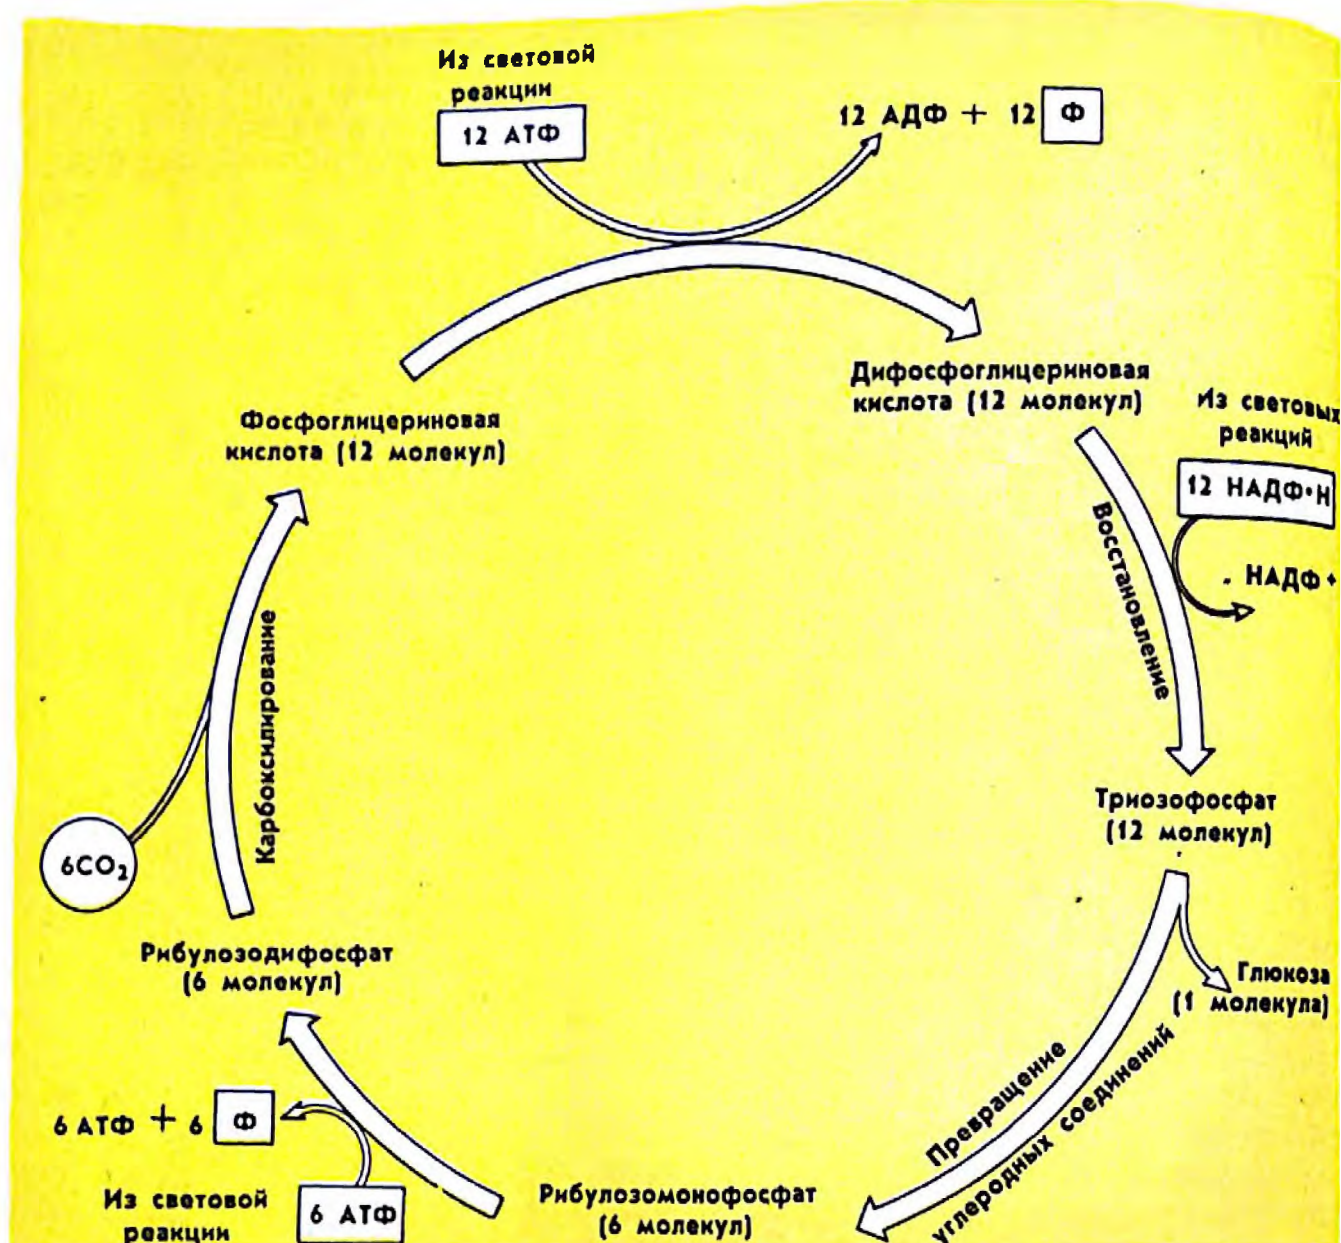 Из световой
реакции
12 АТФ
12 АДФ + 12 Ф
Дифосфоглицериновая
кислота (12 молекул)
Из световых
реакций
12 НАДФ•Н
НАДФ+
Восстановление
Фосфоглицериновая
кислота (12 молекул)
Карбоксилирование
6CO₂
Триозофосфат
(12 молекул)
Глюкоза
(1 молекула)
Превращение
углеродных соединений
Рибулозодифосфат
(6 молекул)
6 АТФ + 6 Ф
Из световой
реакции
6 АТФ
Рибулозомонофосфат
(6 молекул)